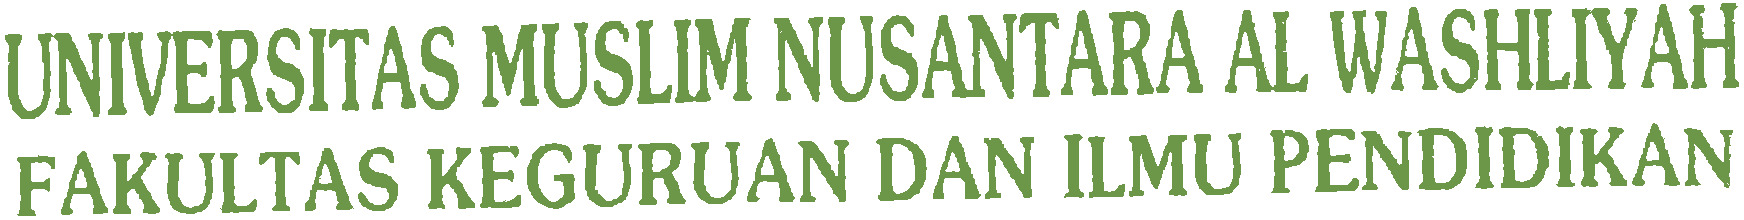 UNIVERSITAS MUSLIM NUSANTARA AL WASHLIYAH
FAKULTAS KEGURUAN DAN ILMU PENDIDIKAN